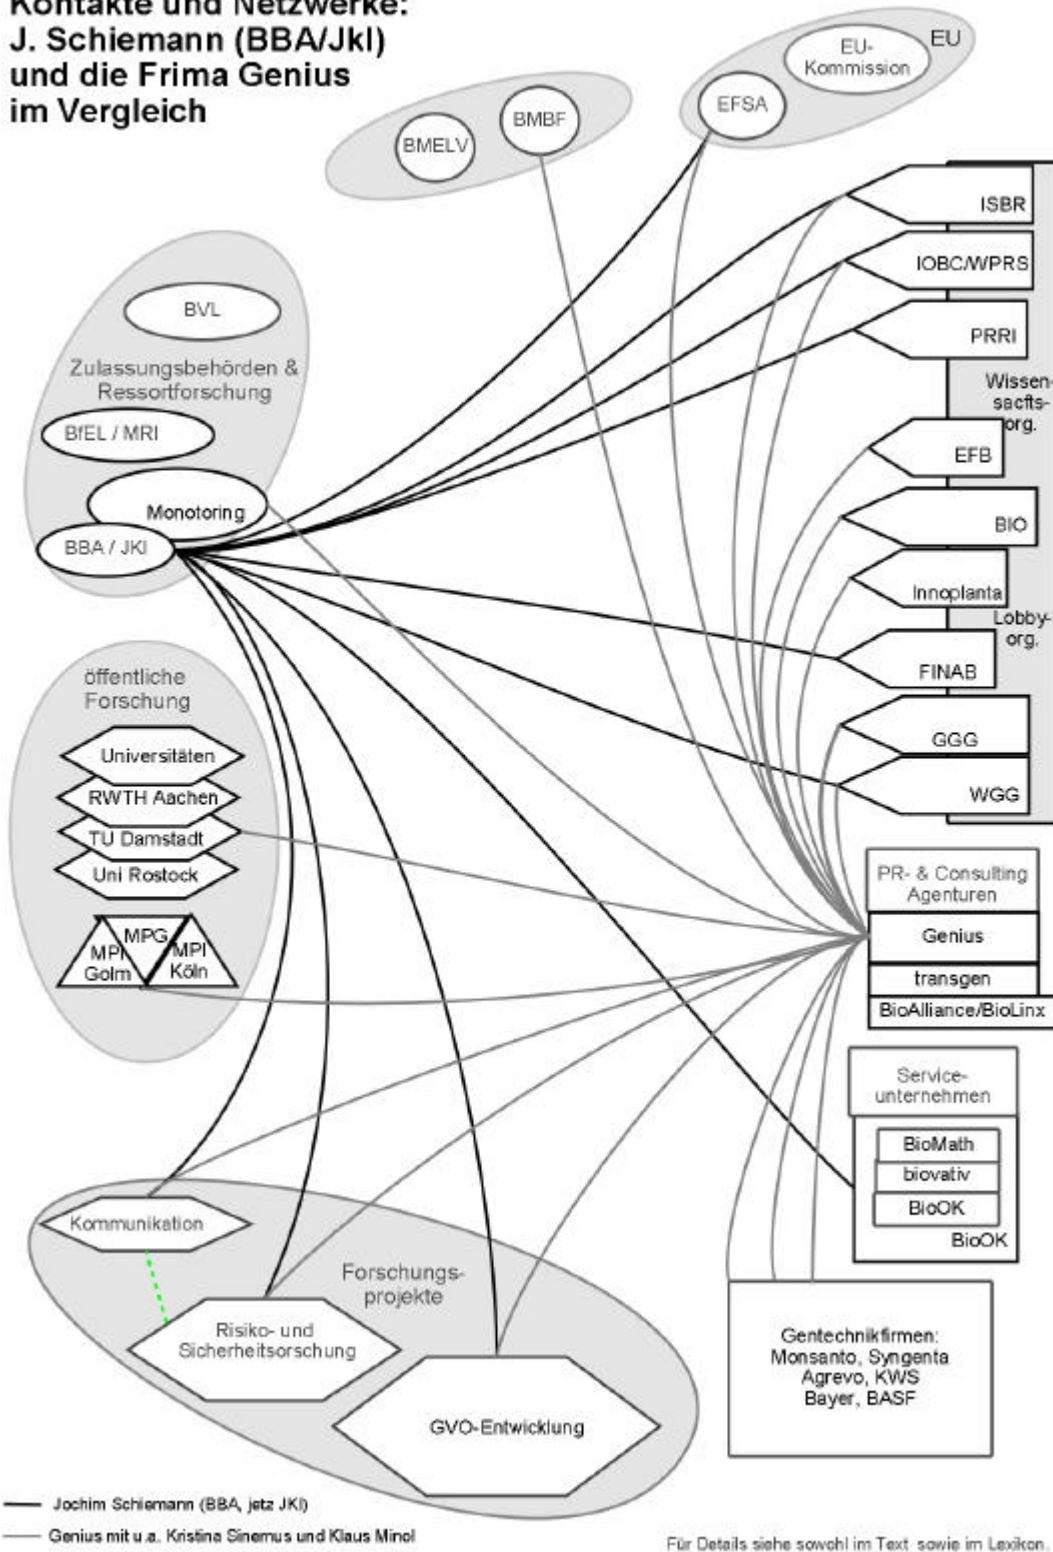 Kontakte und Netzwerke:
J. Schiemann (BBA/JkI)
und die Frima Genius
im Vergleich
EU
EU-
Kommission
EFSA
BMBF
BMELV
ISBR
IOBC/WPRS
PRRI
Wissen-
sacfts-
org.
EFB
BIO
Innoplanta
Lobby-
org.
FINAB
GGG
WGG
BVL
Zulassungsbehörden &
Ressortforschung
BfEL / MRI
Monotoring
BBA / JKI
öffentliche
Forschung
Universitäten
RWTH Aachen
TU Damstadt
Uni Rostock
MPG
MPI
Golm
MPI
Köln
PR- & Consulting
Agenturen
Genius
transgen
BioAlliance/BioLinx
Service-
unternehmen
BioMath
biovativ
BioOK
BioOK
Kommunikation
Forschungs-
projekte
Risiko- und
Sicherheitsorschung
GVO-Entwicklung
Gentechnikfirmen:
Monsanto, Syngenta
Agrevo, KWS
Bayer, BASF
Jochim Schiemann (BBA, jetz JKI)
Genius mit u.a. Kristina Sinemus und Klaus Minol
Für Details siehe sowohl im Text sowie im Lexikon.